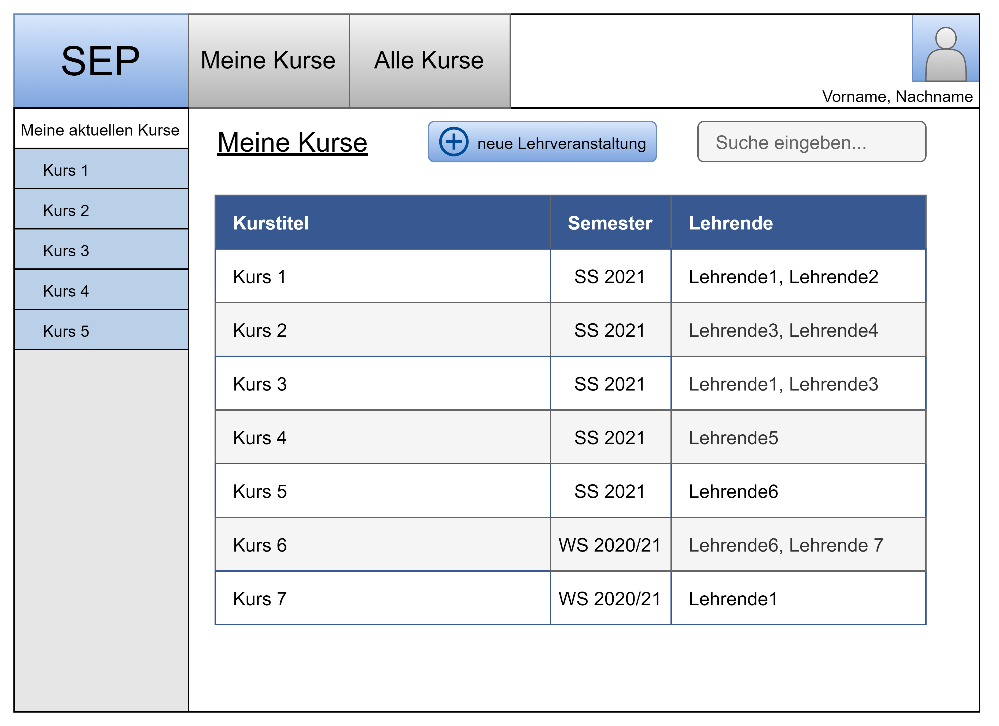 SEP
Meine Kurse
Alle Kurse
Vorname, Nachname
Meine aktuellen Kurse
Kurs 1
Kurs 2
Kurs 3
Kurs 4
Kurs 5
Meine Kurse
neue Lehrveranstaltung
Suche eingeben...
Kurstitel Semester Lehrende
Kurs 1 SS 2021 Lehrende1, Lehrende2
Kurs 2 SS 2021 Lehrende3, Lehrende4
Kurs 3 SS 2021 Lehrende1, Lehrende3
Kurs 4 SS 2021 Lehrende5
Kurs 5 SS 2021 Lehrende6
Kurs 6 WS 2020/21 Lehrende6, Lehrende 7
Kurs 7 WS 2020/21 Lehrende1